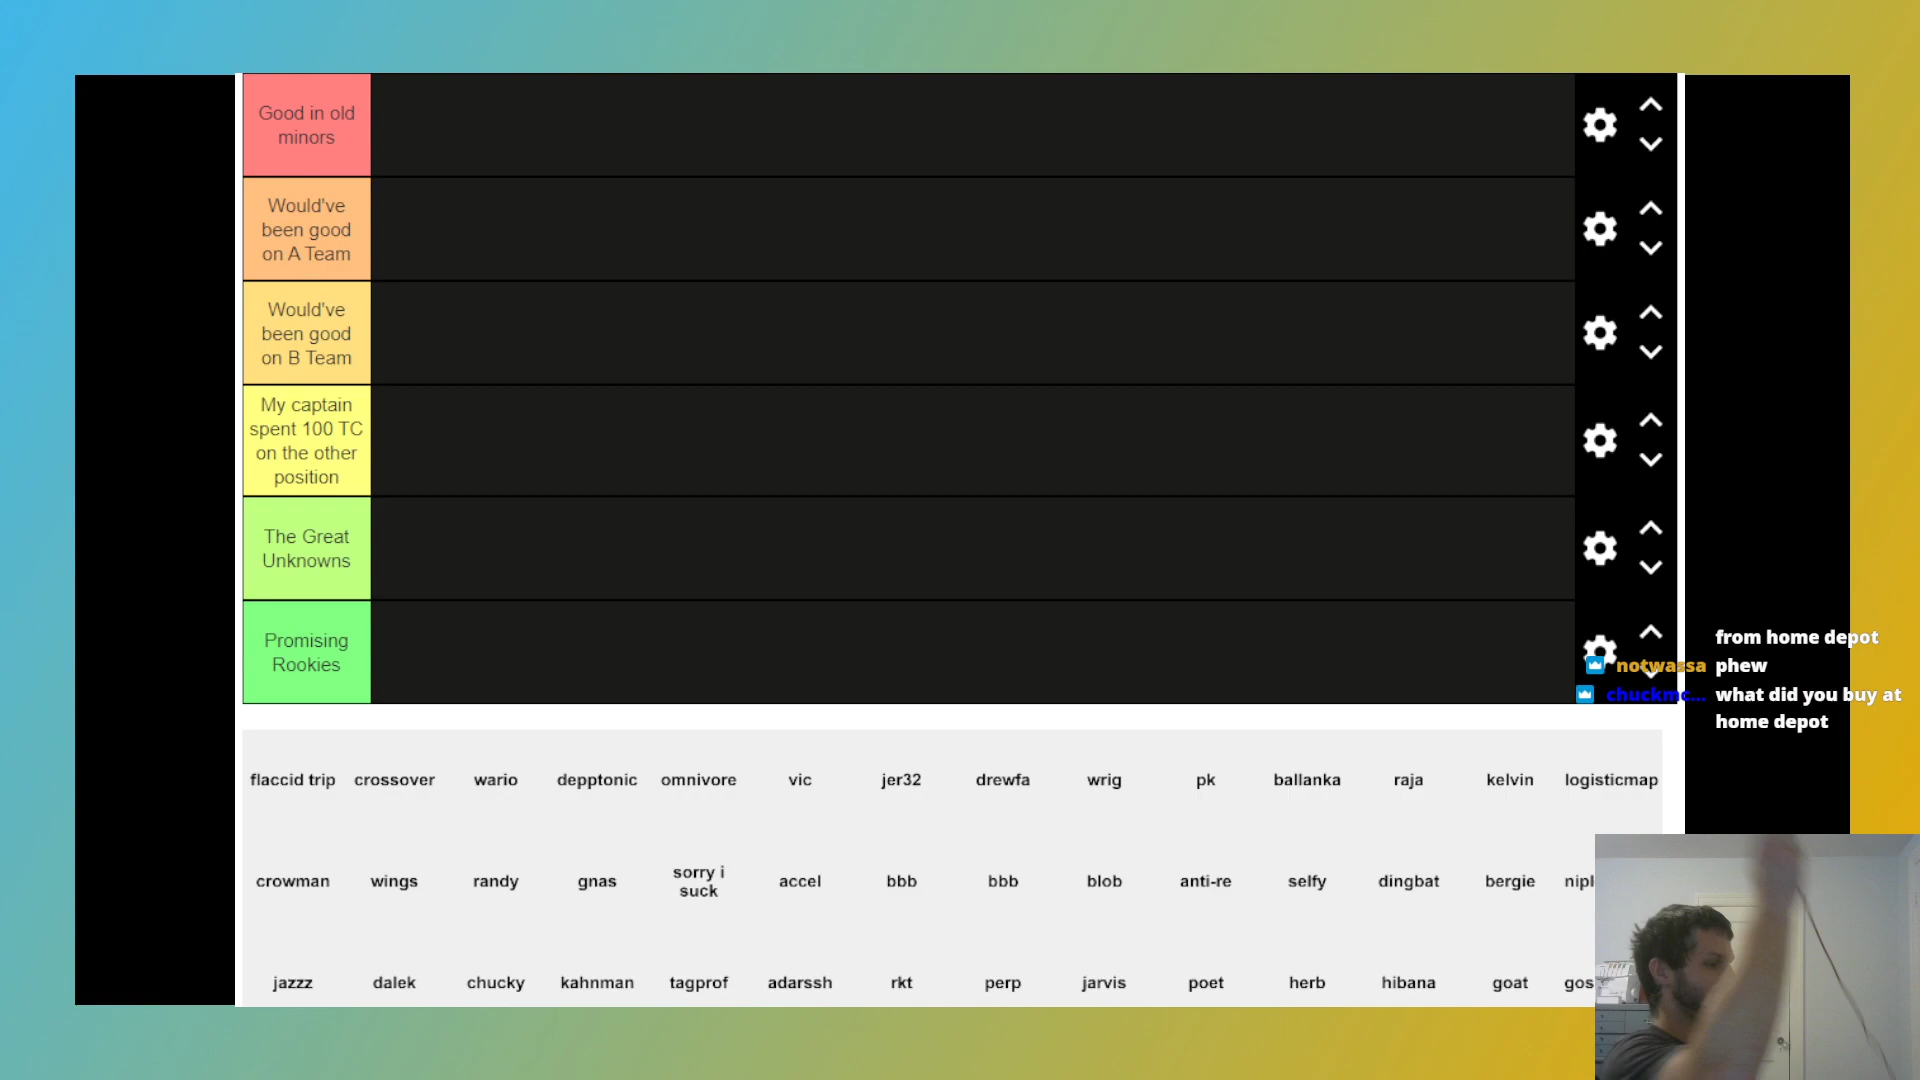 Good in old
minors
Would've
been good
on A Team
Would've
been good
on B Team
My captain
spent 100 TC
on the other
position
The Great
Unknowns
Promising
Rookies
from home depot
notwassa phew
chuckmc... what did you buy at
home depot
flaccid trip crossover wario depptonic omnivore vic jer32 drewfa wrig pk ballanka raja kelvin logisticmap
crowman wings randy gnas sorry i suck accel bbb bbb blob anti-re selfy dingbat bergie
jazzz dalek chucky kahnman tagprof adarssh rkt perp jarvis poet herb hibana goat